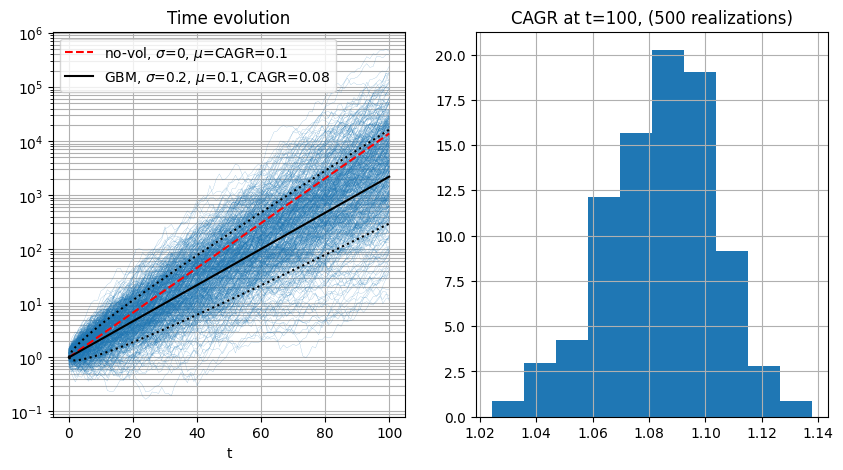 Time evolution
no-vol, σ=0, μ=CAGR=0.1
GBM, σ=0.2, μ=0.1, CAGR=0.08
10⁶
10⁵
10⁴
10³
10²
10¹
10⁰
10⁻¹
0 20 40 60 80 100
t
CAGR at t=100, (500 realizations)
20.0
17.5
15.0
12.5
10.0
7.5
5.0
2.5
0.0
1.02 1.04 1.06 1.08 1.10 1.12 1.14